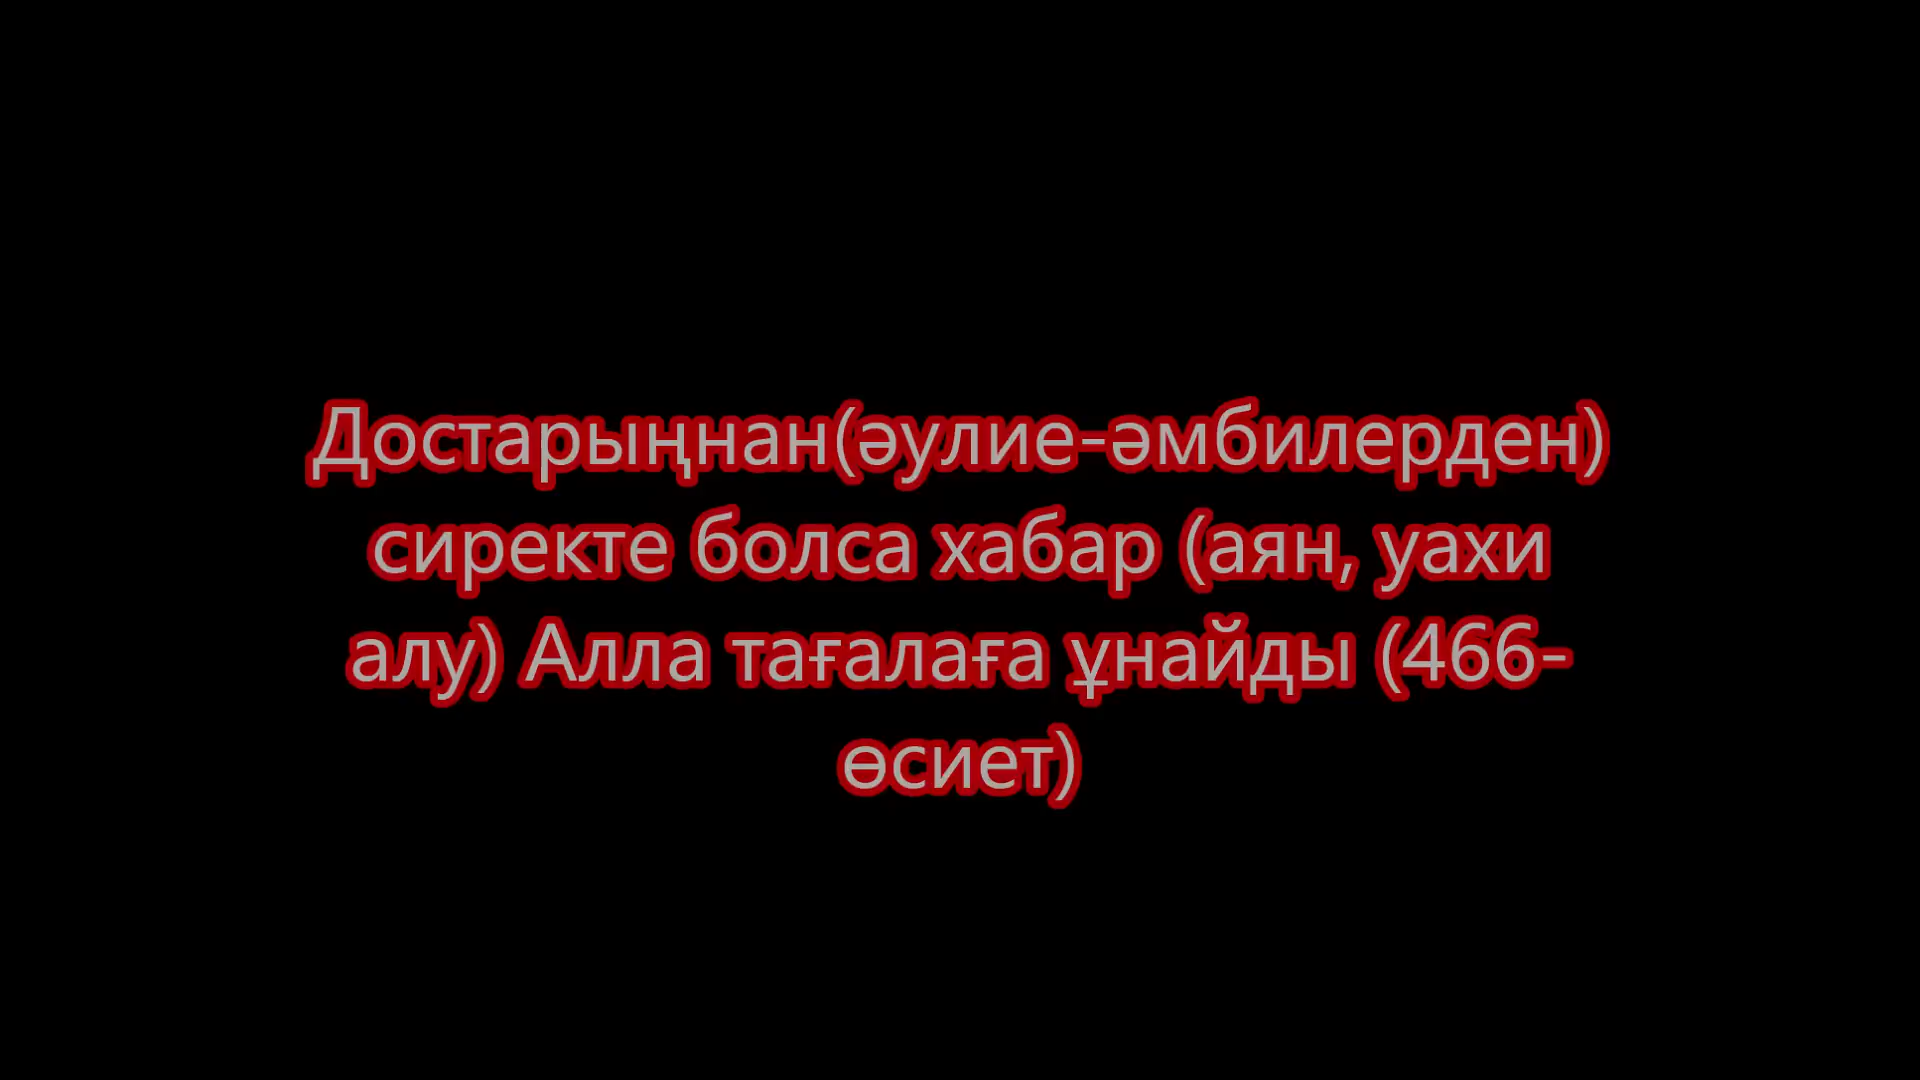 Достарыңнан(әулие-әмбилерден)
сиректе болса хабар (аян, уахи
алу) Алла тағалаға ұнайды (466-
өсиет)